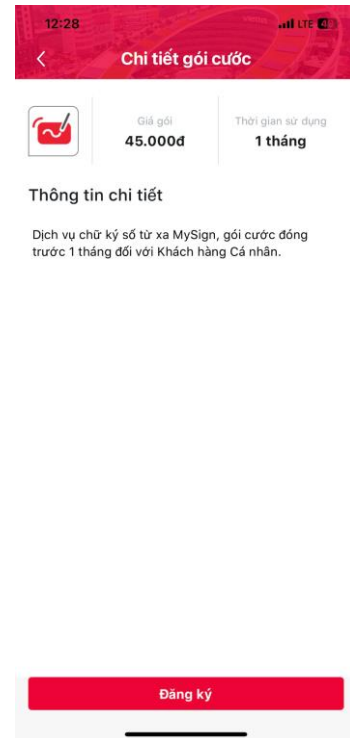 12:28
LTE
Chi tiết gói cước
Giá gói
45.000đ
Thời gian sử dụng
1 tháng
Thông tin chi tiết
Dịch vụ chữ ký số từ xa MySign, gói cước đóng
trước 1 tháng đối với Khách hàng Cá nhân.
Đăng ký